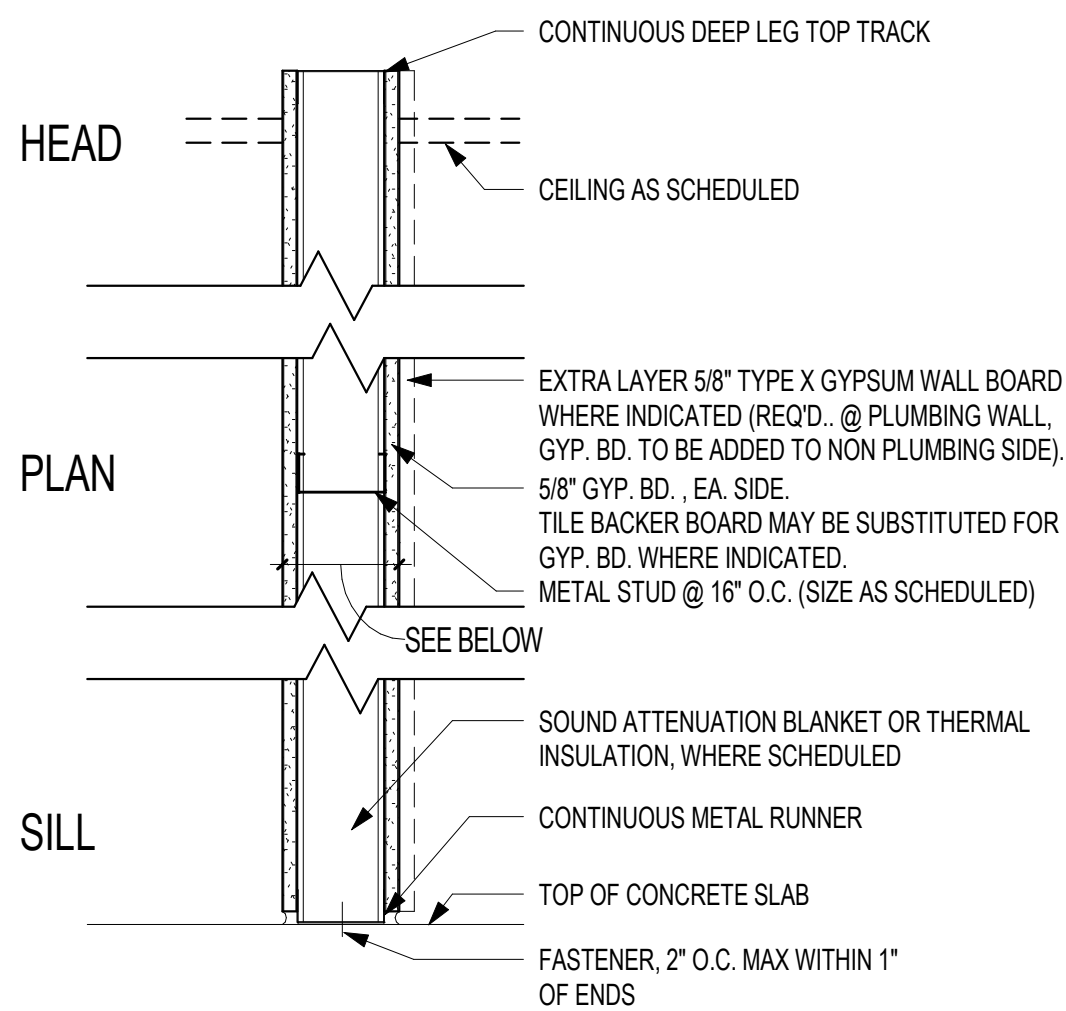 CONTINUOUS DEEP LEG TOP TRACK
HEAD
CEILING AS SCHEDULED
EXTRA LAYER 5/8" TYPE X GYPSUM WALL BOARD
WHERE INDICATED (REQ'D.. @ PLUMBING WALL,
GYP. BD. TO BE ADDED TO NON PLUMBING SIDE).
PLAN
5/8" GYP. BD. , EA. SIDE.
TILE BACKER BOARD MAY BE SUBSTITUTED FOR
GYP. BD. WHERE INDICATED.
METAL STUD @ 16" O.C. (SIZE AS SCHEDULED)
SEE BELOW
SOUND ATTENUATION BLANKET OR THERMAL
INSULATION, WHERE SCHEDULED
CONTINUOUS METAL RUNNER
SILL
TOP OF CONCRETE SLAB
FASTENER, 2" O.C. MAX WITHIN 1"
OF ENDS